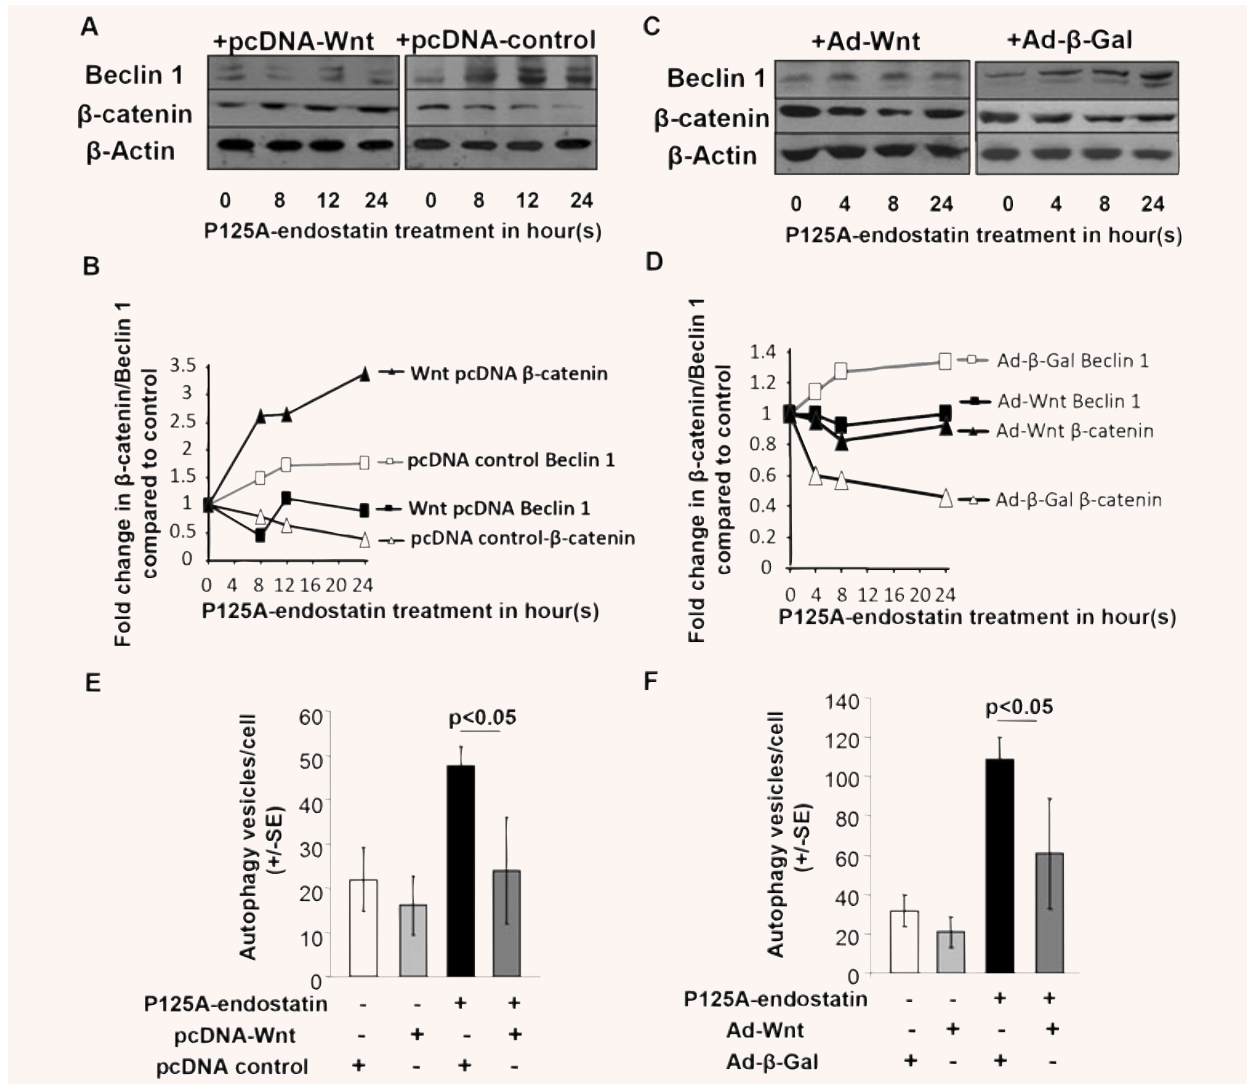 A
+pcDNA-Wnt +pcDNA-control
Beclin 1
β-catenin
β-Actin
0 8 12 24 0 8 12 24
P125A-endostatin treatment in hour(s)
C
+Ad-Wnt +Ad-β-Gal
Beclin 1
β-catenin
β-Actin
0 4 8 24 0 4 8 24
P125A-endostatin treatment in hour(s)
B
Fold change in β-catenin/Beclin 1
compared to control
3.5
3
2.5
2
1.5
1
0.5
0
Wnt pcDNA β-catenin
pcDNA control Beclin 1
Wnt pcDNA Beclin 1
pcDNA control-β-catenin
0 4 8 12 16 20 24
P125A-endostatin treatment in hour(s)
D
Fold change in β-catenin/Beclin 1
compared to control
1.4
1.2
1
0.8
0.6
0.4
0.2
0
Ad-β-Gal Beclin 1
Ad-Wnt Beclin 1
Ad-Wnt β-catenin
Ad-β-Gal β-catenin
0 4 8 12 16 20 24
P125A-endostatin treatment in hour(s)
E
Autophagy vesicles/cell
(+/-SE)
60
50
40
30
20
10
0
p<0.05
P125A-endostatin - - + +
pcDNA-Wnt - + - +
pcDNA control + - + -
F
Autophagy vesicles/cell
(+/-SE)
140
120
100
80
60
40
20
0
p<0.05
P125A-endostatin - - + +
Ad-Wnt - + - +
Ad-β-Gal + - + -